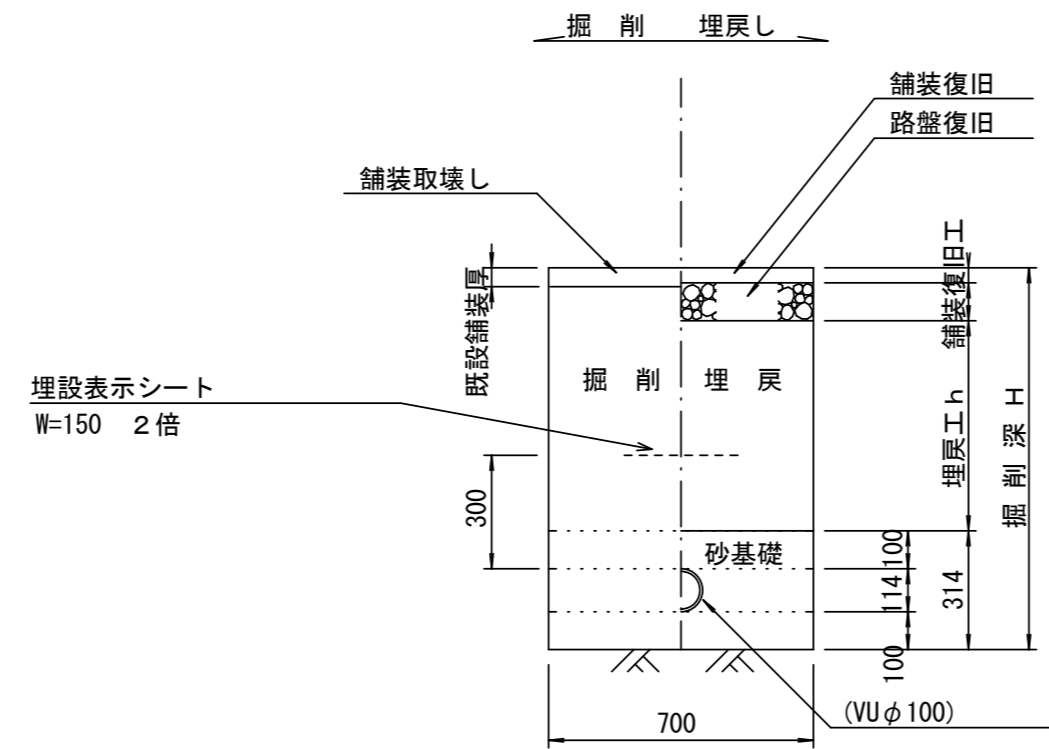 掘 削 埋戻し
舗装復旧
路盤復旧
舗装取壊し
既設舗装厚
舗装復旧工
埋設表示シート
W=150 2倍
掘 削 埋 戻
埋戻工h
掘 削 深 H
300
砂基礎
100
114
100
314
700
(VUφ100)